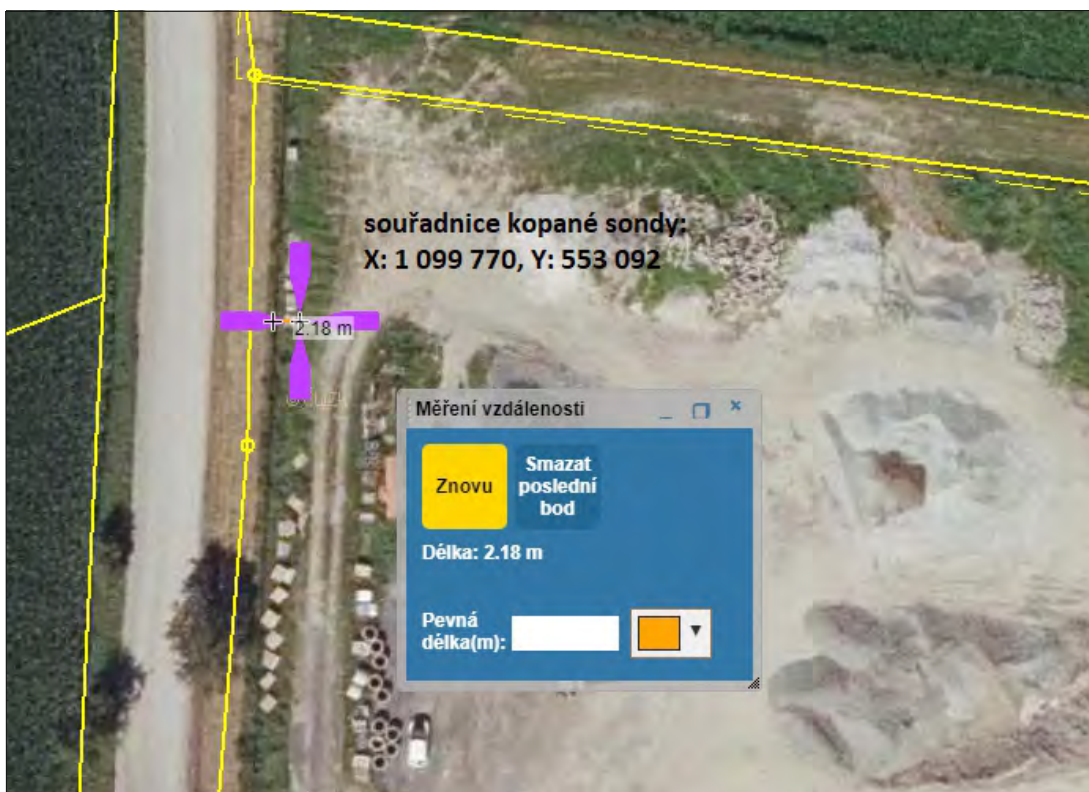 souřadnice kopané sondy:
X: 1 099 770, Y: 553 092
2.18 m
Měření vzdálenosti
Znovu
Smazat
poslední
bod
Délka: 2.18 m
Pevná
délka(m):